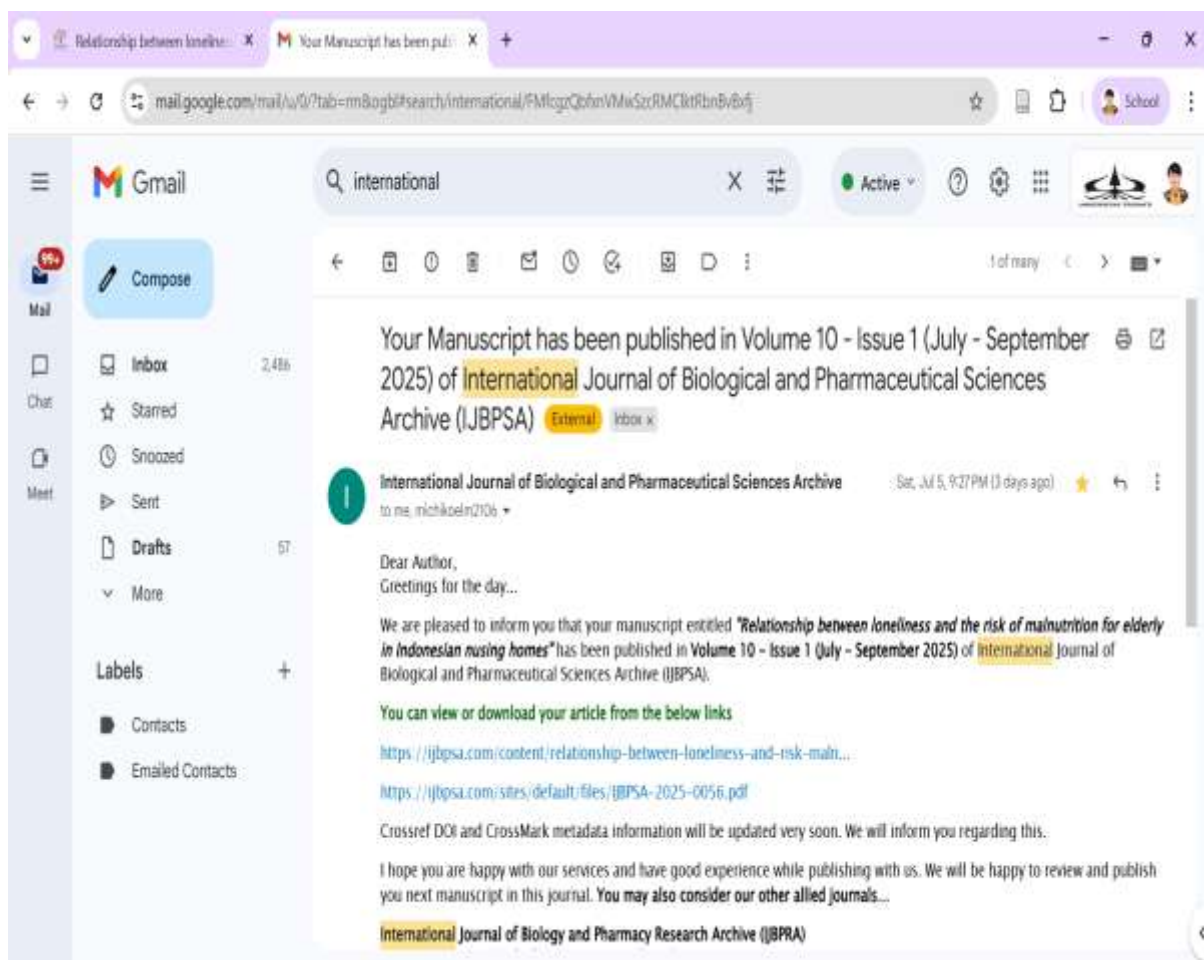 Relationship between loneline
Your Manuscript has been pub
mail.google.com/mail/u/0/
School
Gmail
international
Active
99+
Mail
Chat
Meet
Compose
Inbox 2,486
Starred
Snoozed
Sent
Drafts 57
More
Labels
Contacts
Emailed Contacts
1 of many
Your Manuscript has been published in Volume 10 - Issue 1 (July - September
2025) of International Journal of Biological and Pharmaceutical Sciences
Archive (IJBPSA) External Inbox x
International Journal of Biological and Pharmaceutical Sciences Archive Sat, Jul 5, 9:27 PM (3 days ago)
to me, michikoelm2106
Dear Author,
Greetings for the day...
We are pleased to inform you that your manuscript entitled "Relationship between loneliness and the risk of malnutrition for elderly
in Indonesian nusing homes" has been published in Volume 10 – Issue 1 (July – September 2025) of International Journal of
Biological and Pharmaceutical Sciences Archive (IJBPSA).
You can view or download your article from the below links
https://ijbpsa.com/content/relationship-between-loneliness-and-risk-maln...
https://ijbpsa.com/sites/default/files/IJBPSA-2025-0056.pdf
Crossref DOI and CrossMark metadata information will be updated very soon. We will inform you regarding this.
I hope you are happy with our services and have good experience while publishing with us. We will be happy to review and publish
you next manuscript in this journal. You may also consider our other allied journals...
International Journal of Biology and Pharmacy Research Archive (IJBPRA)